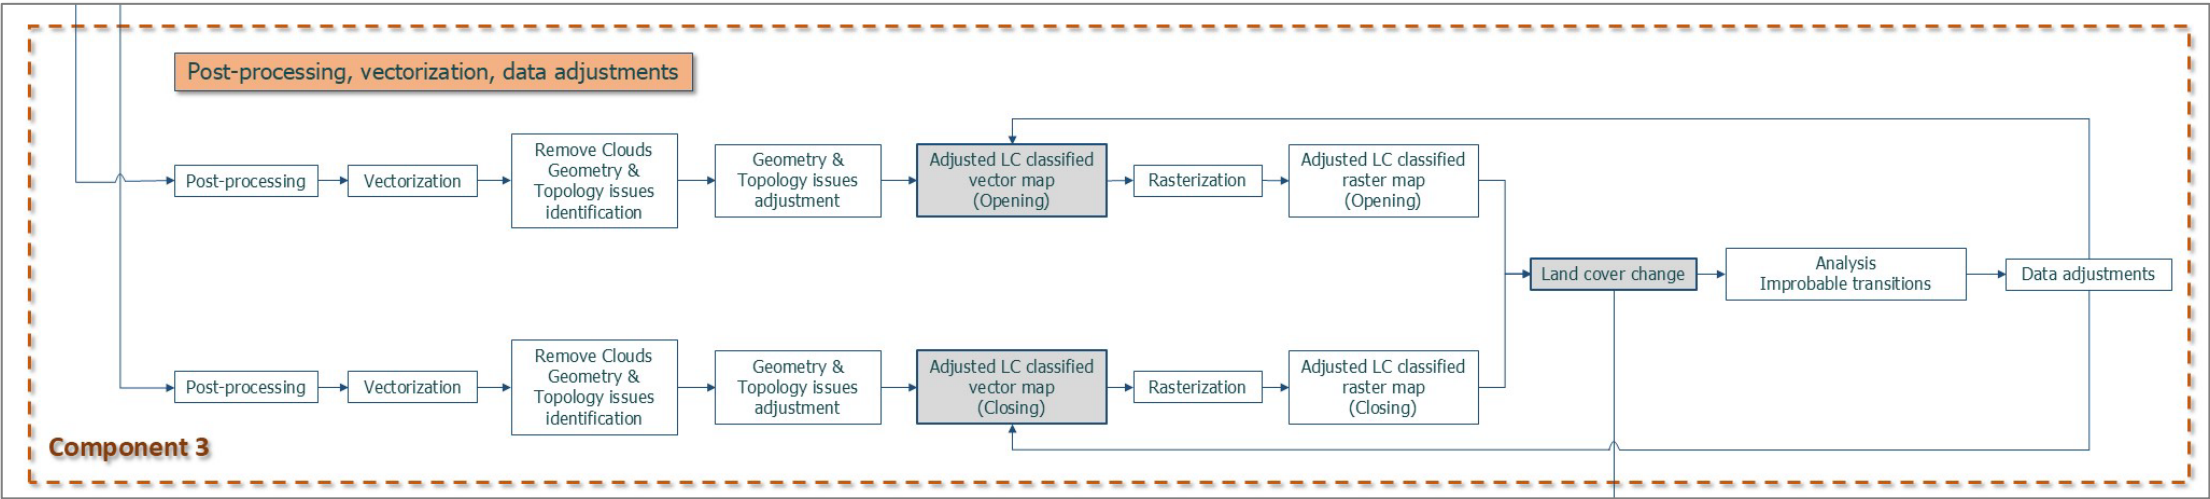 Post-processing, vectorization, data adjustments
Post-processing
Vectorization
Remove Clouds
Geometry &
Topology issues
identification
Geometry &
Topology issues
adjustment
Adjusted LC classified
vector map
(Opening)
Rasterization
Adjusted LC classified
raster map
(Opening)
Land cover change
Analysis
Improbable transitions
Data adjustments
Post-processing
Vectorization
Remove Clouds
Geometry &
Topology issues
identification
Geometry &
Topology issues
adjustment
Adjusted LC classified
vector map
(Closing)
Rasterization
Adjusted LC classified
raster map
(Closing)
Component 3